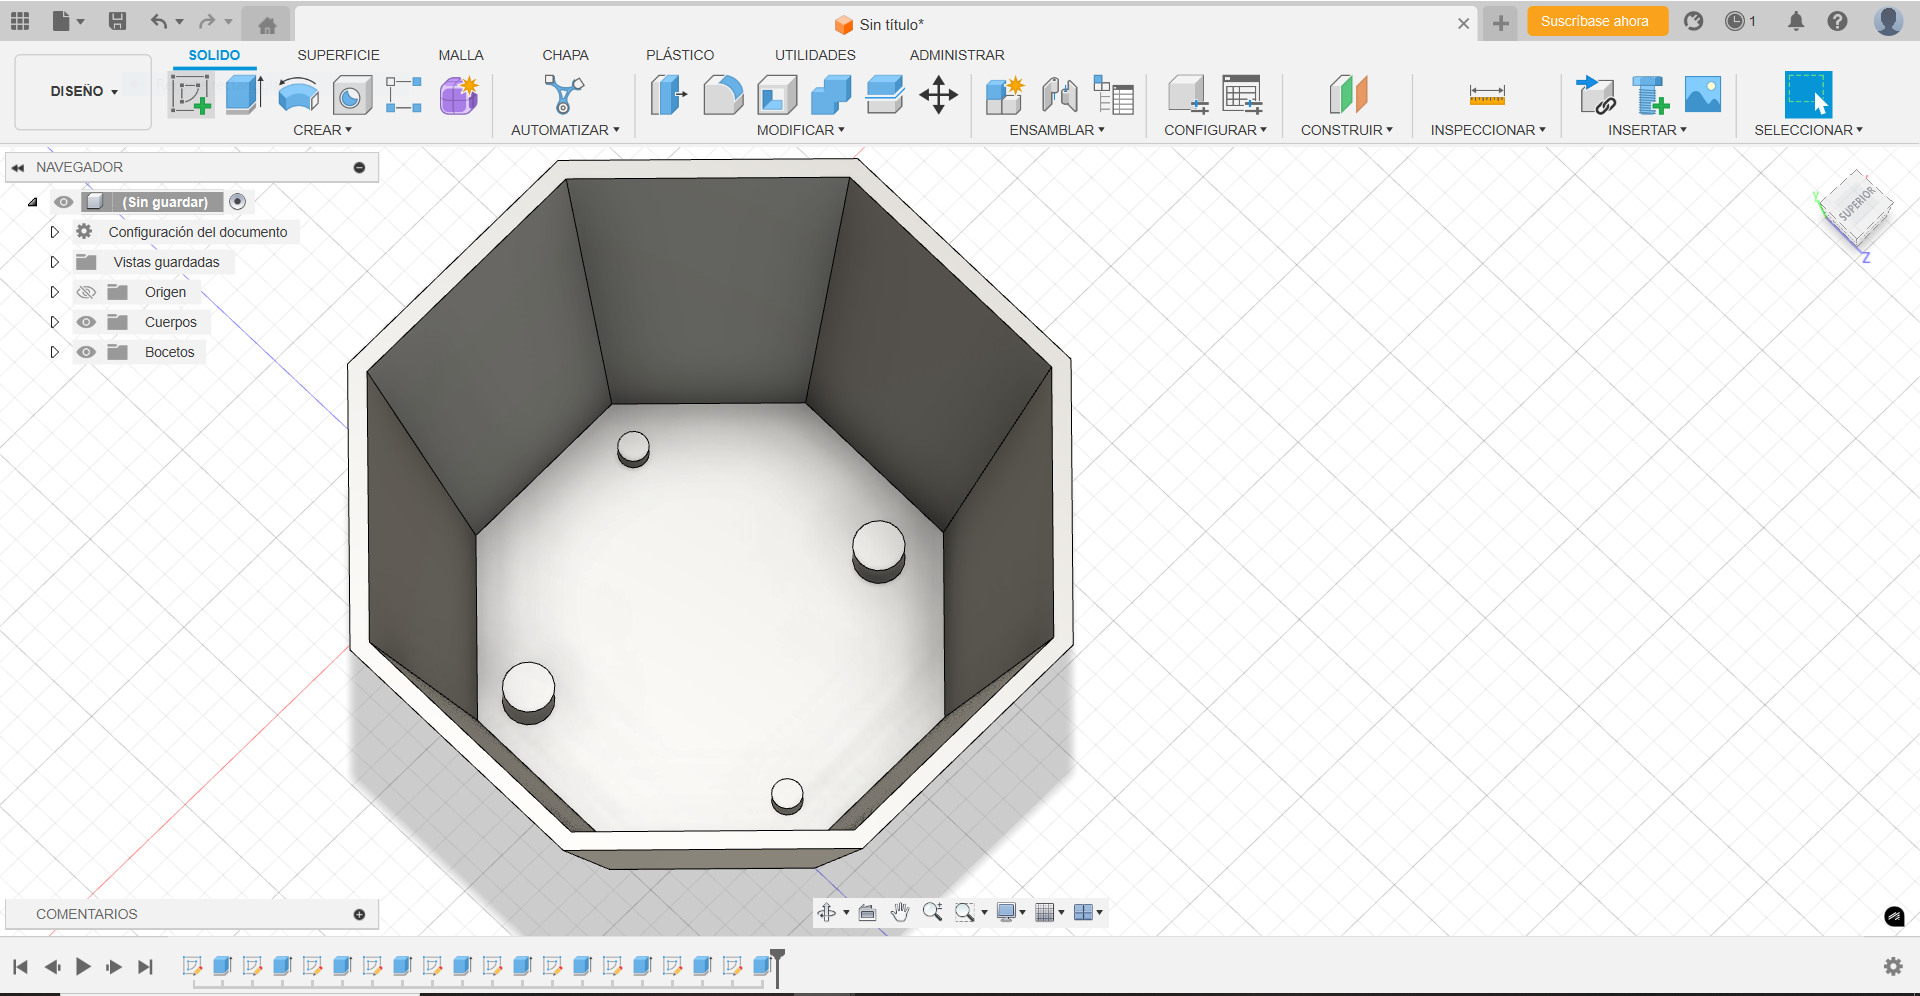 Sin título*
Suscríbase ahora
1
DISEÑO
SOLIDO
SUPERFICIE
MALLA
CHAPA
PLÁSTICO
UTILIDADES
ADMINISTRAR
CREAR
AUTOMATIZAR
MODIFICAR
ENSAMBLAR
CONFIGURAR
CONSTRUIR
INSPECCIONAR
INSERTAR
SELECCIONAR
NAVEGADOR
(Sin guardar)
Configuración del documento
Vistas guardadas
Origen
Cuerpos
Bocetos
SUPERIOR
Y
Z
COMENTARIOS